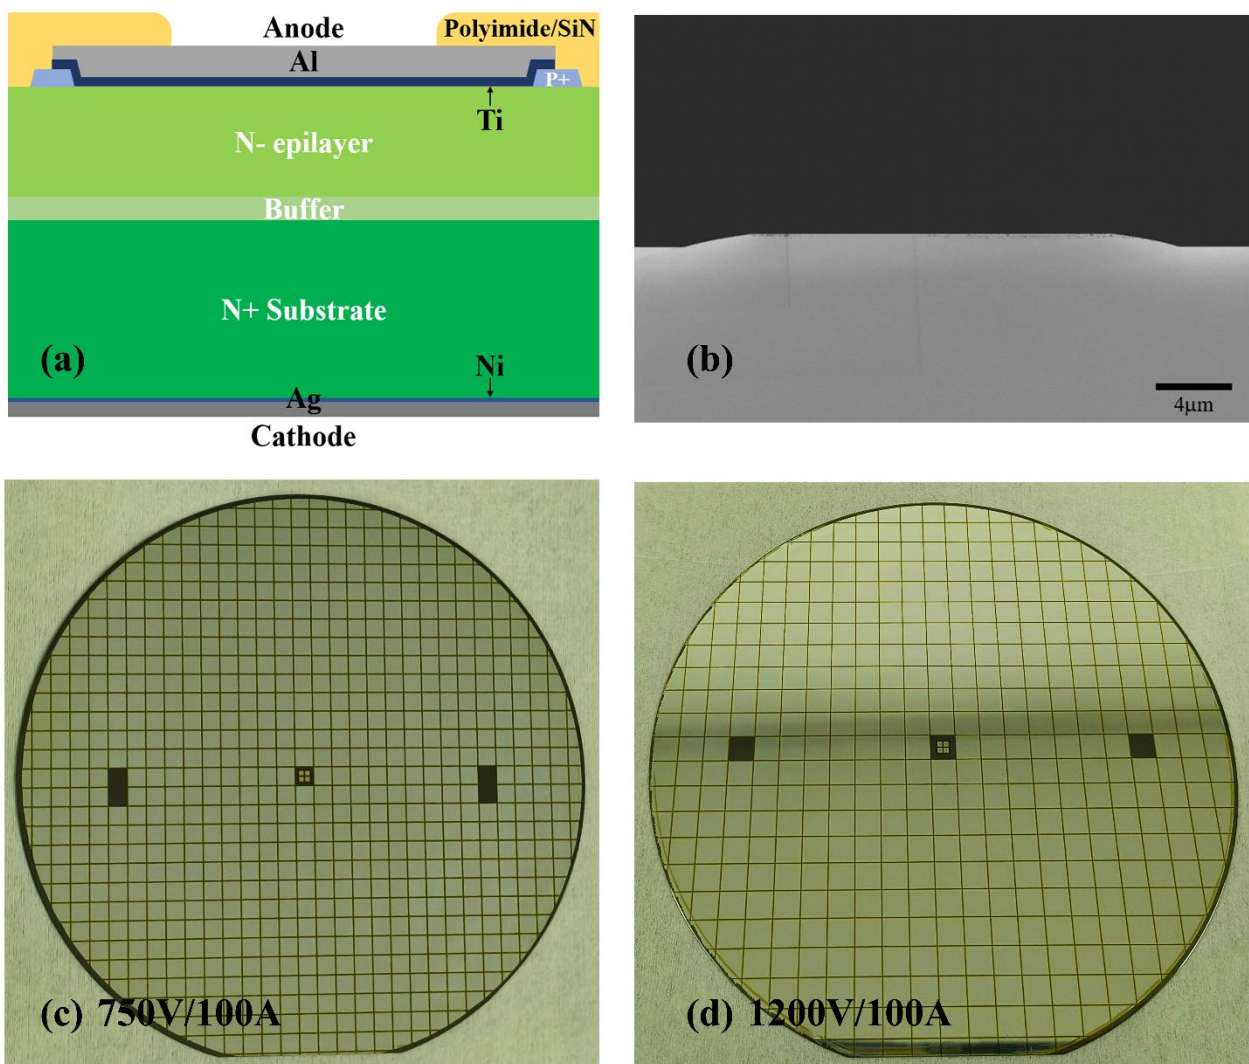 Anode
Polyimide/SiN
Al
P+
Ti
N- epilayer
Buffer
N+ Substrate
(a)
Ni
Ag
Cathode
(b)
4μm
(c) 750V/100A
(d) 1200V/100A